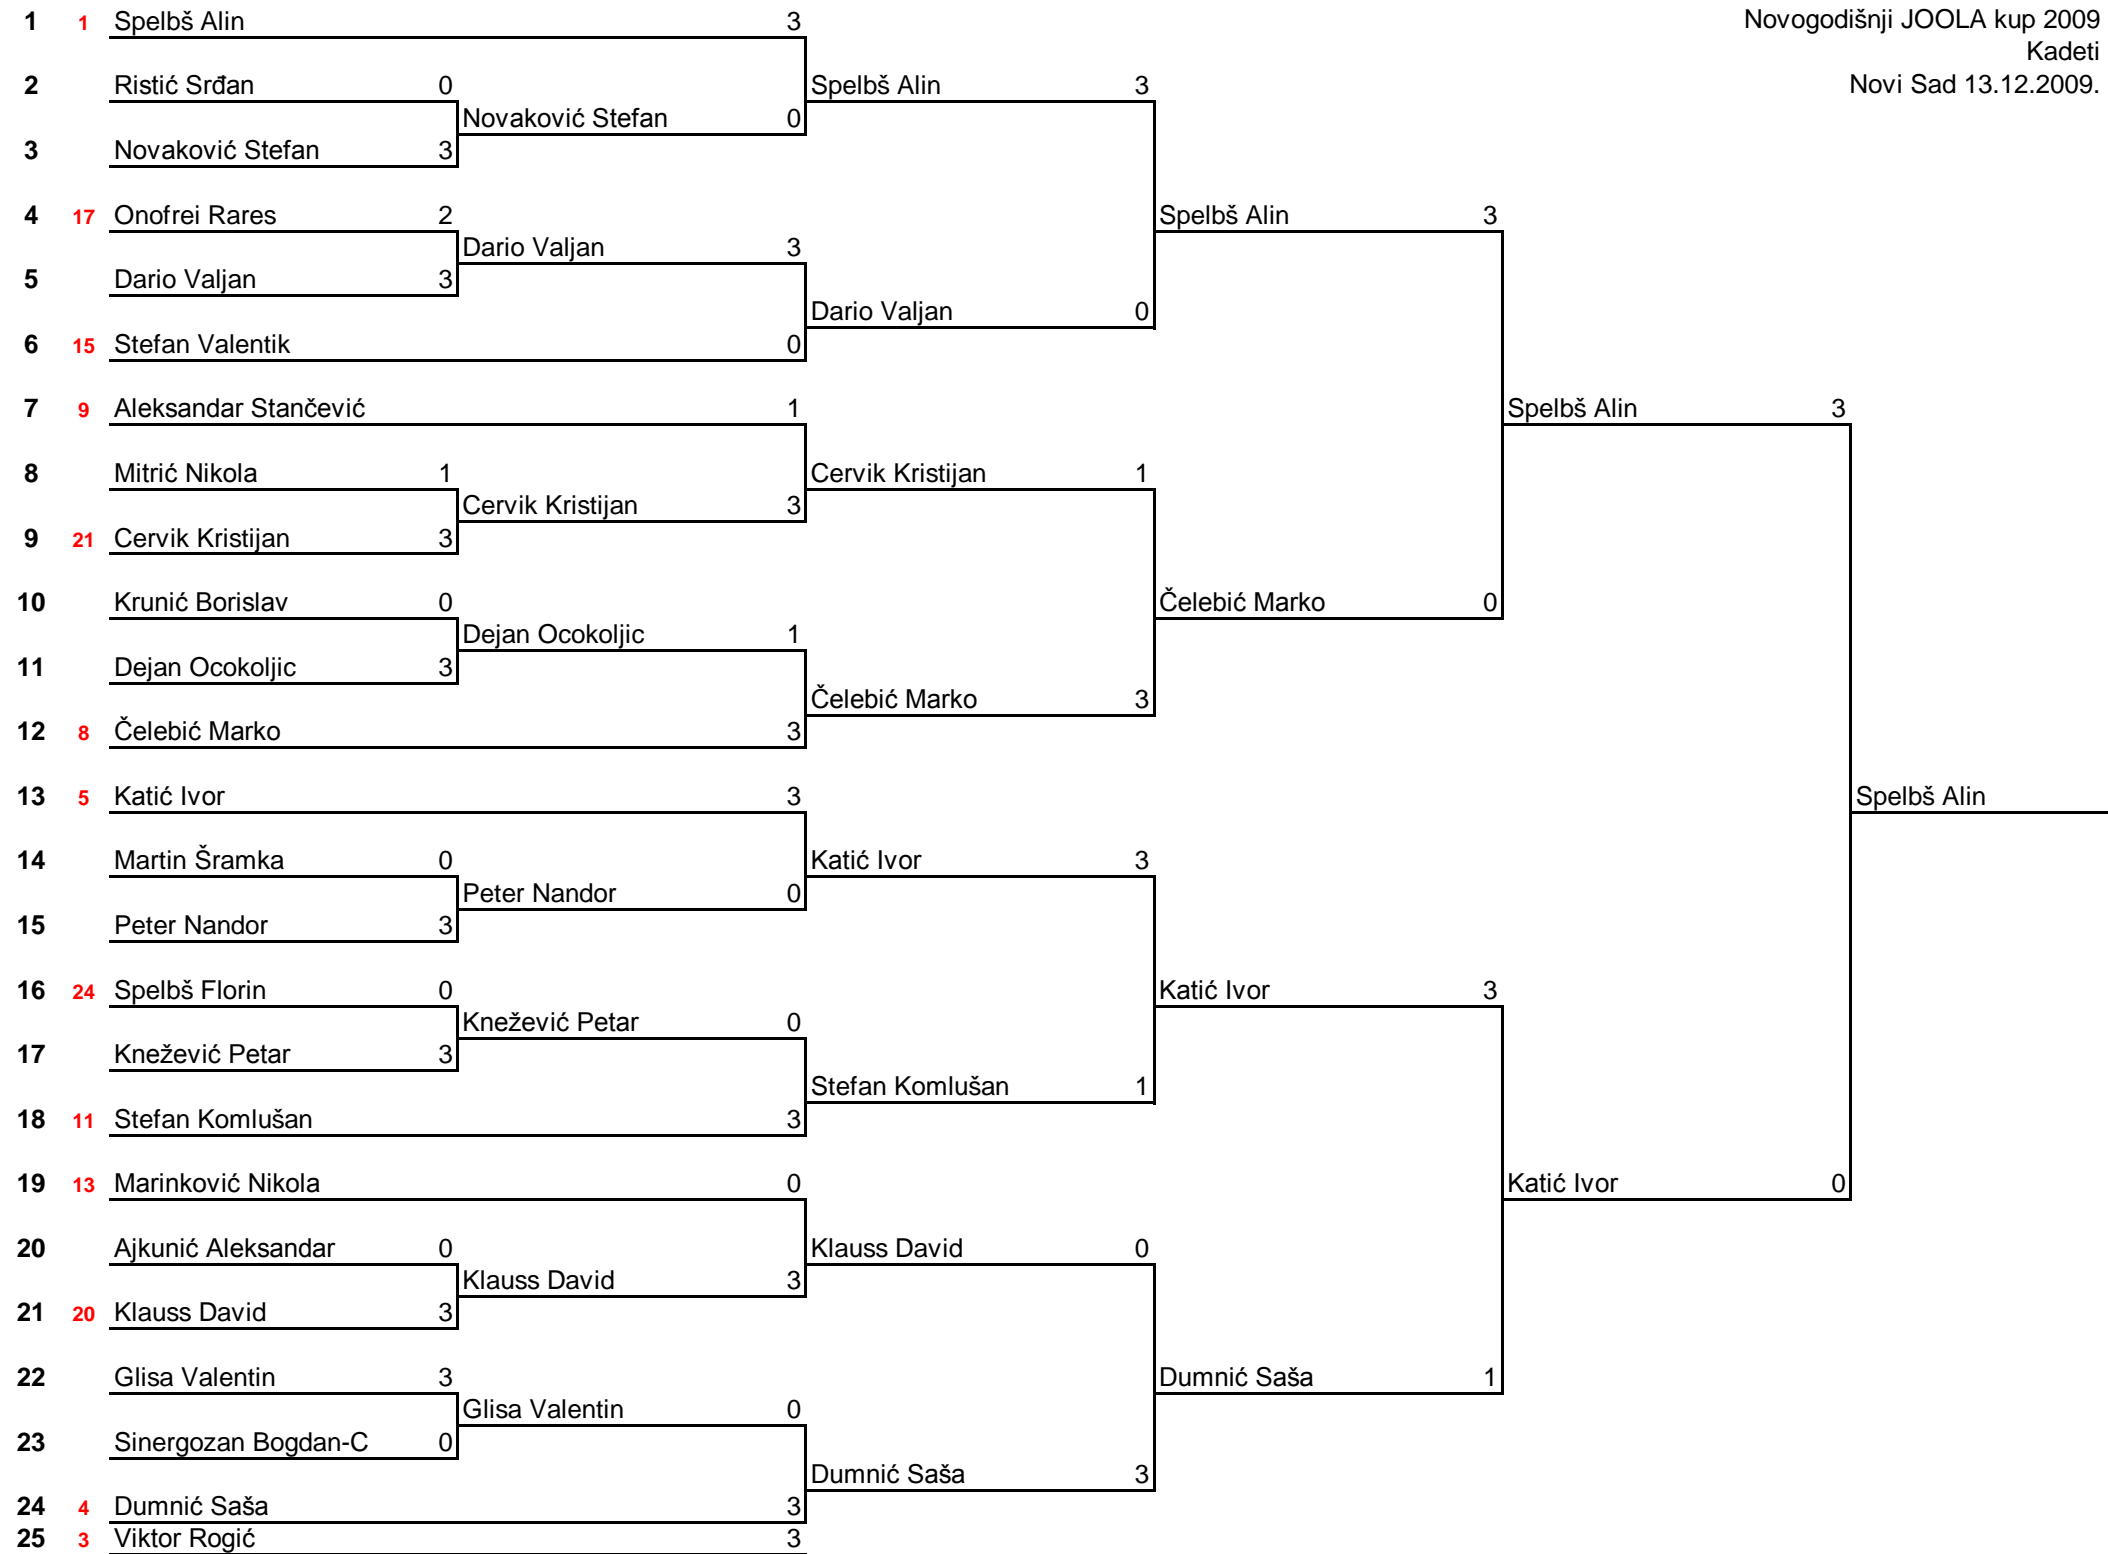 1 1 Spelbš Alin 3 Novogodišnji JOOLA kup 2009
Kadeti
2 Ristić Srđan 0 Spelbš Alin 3 Novi Sad 13.12.2009.
Novaković Stefan 0
3 Novaković Stefan 3
4 17 Onofrei Rares 2 Spelbš Alin 3
Dario Valjan 3
5 Dario Valjan 3
Dario Valjan 0
6 15 Stefan Valentik 0
7 9 Aleksandar Stančević 1 Spelbš Alin 3
8 Mitrić Nikola 1 Cervik Kristijan 1
Cervik Kristijan 3
9 21 Cervik Kristijan 3
10 Krunić Borislav 0 Čelebić Marko 0
Dejan Ocokoljic 1
11 Dejan Ocokoljic 3
Čelebić Marko 3
12 8 Čelebić Marko 3
13 5 Katić Ivor 3 Spelbš Alin
14 Martin Šramka 0 Katić Ivor 3
Peter Nandor 0
15 Peter Nandor 3
16 24 Spelbš Florin 0 Katić Ivor 3
Knežević Petar 0
17 Knežević Petar 3
Stefan Komlušan 1
18 11 Stefan Komlušan 3
19 13 Marinković Nikola 0 Katić Ivor 0
20 Ajkunić Aleksandar 0 Klauss David 0
Klauss David 3
21 20 Klauss David 3
22 Glisa Valentin 3 Dumnić Saša 1
Glisa Valentin 0
23 Sinergozan Bogdan-C 0
Dumnić Saša 3
24 4 Dumnić Saša 3
25 3 Viktor Rogić 3